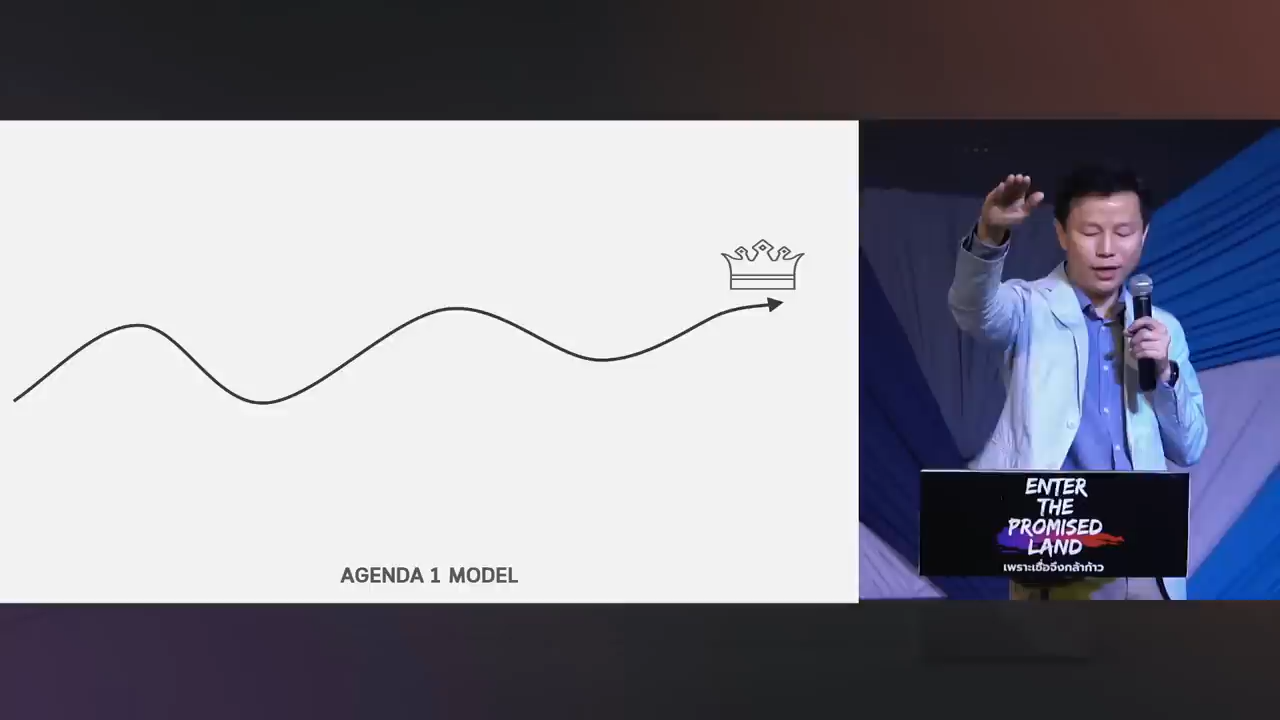 AGENDA 1 MODEL
ENTER
THE
PROMISED
LAND
เพราะเชื่อจึงกล้าก้าว